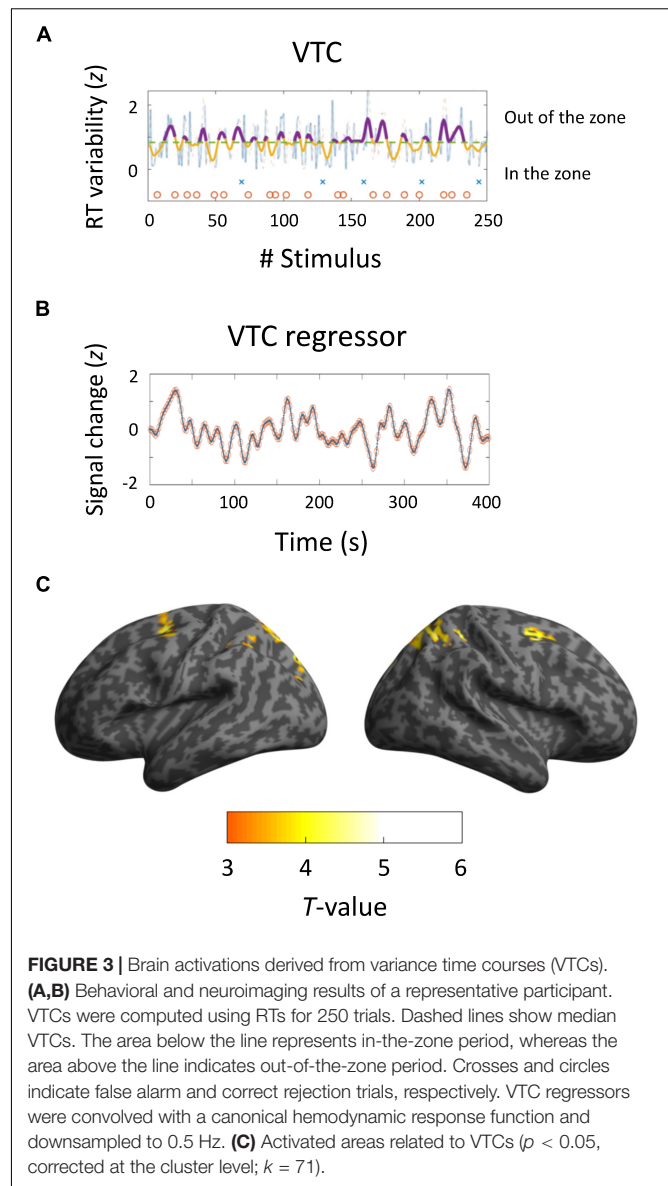 A
VTC
RT variability (z)
2
0
Out of the zone
In the zone
0 50 100 150 200 250
# Stimulus
B
VTC regressor
Signal change (z)
2
0
-2
0 100 200 300 400
Time (s)
C
3 4 5 6
T-value
FIGURE 3 | Brain activations derived from variance time courses (VTCs).
(A,B) Behavioral and neuroimaging results of a representative participant.
VTCs were computed using RTs for 250 trials. Dashed lines show median
VTCs. The area below the line represents in-the-zone period, whereas the
area above the line indicates out-of-the-zone period. Crosses and circles
indicate false alarm and correct rejection trials, respectively. VTC regressors
were convolved with a canonical hemodynamic response function and
downsampled to 0.5 Hz. (C) Activated areas related to VTCs (p < 0.05,
corrected at the cluster level; k = 71).